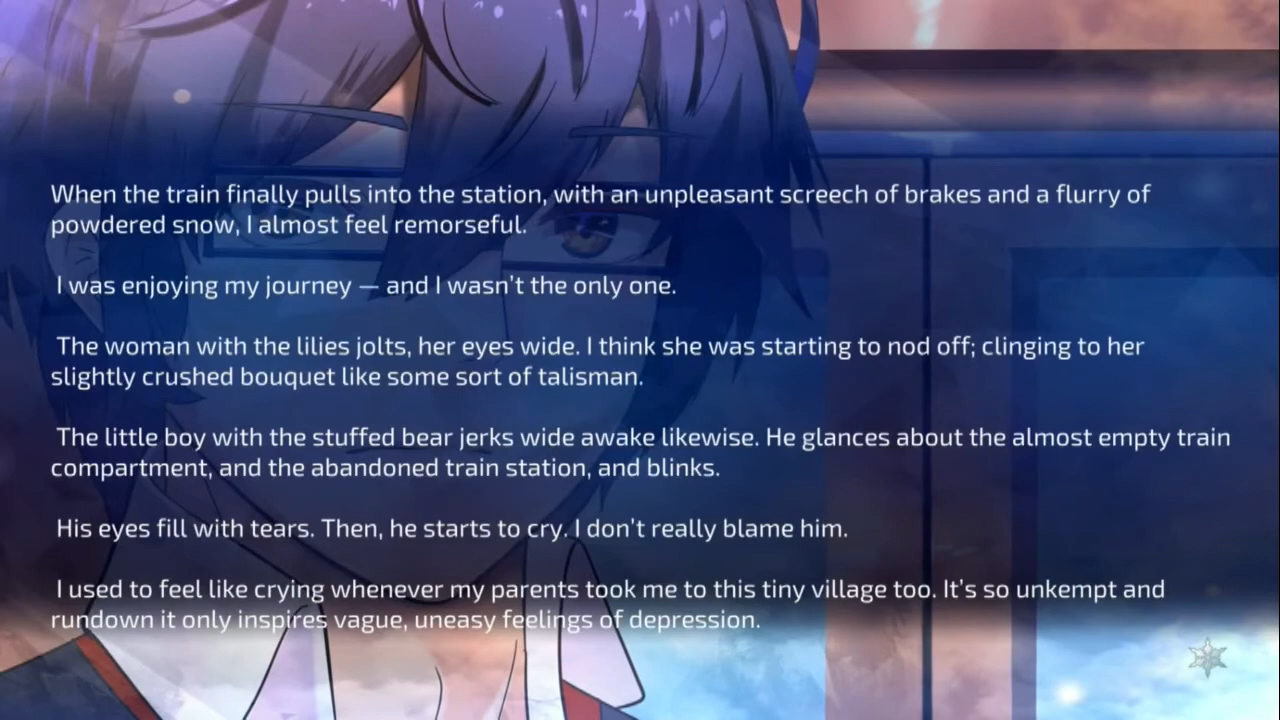 When the train finally pulls into the station, with an unpleasant screech of brakes and a flurry of
powdered snow, I almost feel remorseful.
I was enjoying my journey — and I wasn't the only one.
The woman with the lilies jolts, her eyes wide. I think she was starting to nod off; clinging to her
slightly crushed bouquet like some sort of talisman.
The little boy with the stuffed bear jerks wide awake likewise. He glances about the almost empty train
compartment, and the abandoned train station, and blinks.
His eyes fill with tears. Then, he starts to cry. I don't really blame him.
I used to feel like crying whenever my parents took me to this tiny village too. It's so unkempt and
rundown it only inspires vague, uneasy feelings of depression.